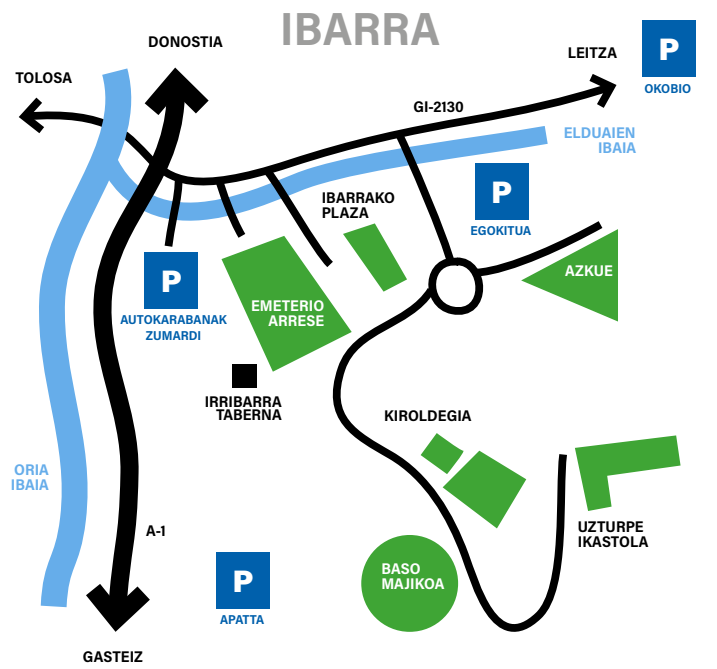 IBARRA
DONOSTIA
TOLOSA
LEITZA
P
OKOBIO
GI-2130
ELDUAIEN
IBAIA
P
EGOKITUA
IBARRAKO
PLAZA
AZKUE
P
AUTOKARABANAK
ZUMARDI
EMETERIO
ARRESE
IRRIBARRA
TABERNA
KIROLDEGIA
ORIA
IBAIA
A-1
UZTURPE
IKASTOLA
BASO
MAJIKOA
P
APATTA
GASTEIZ